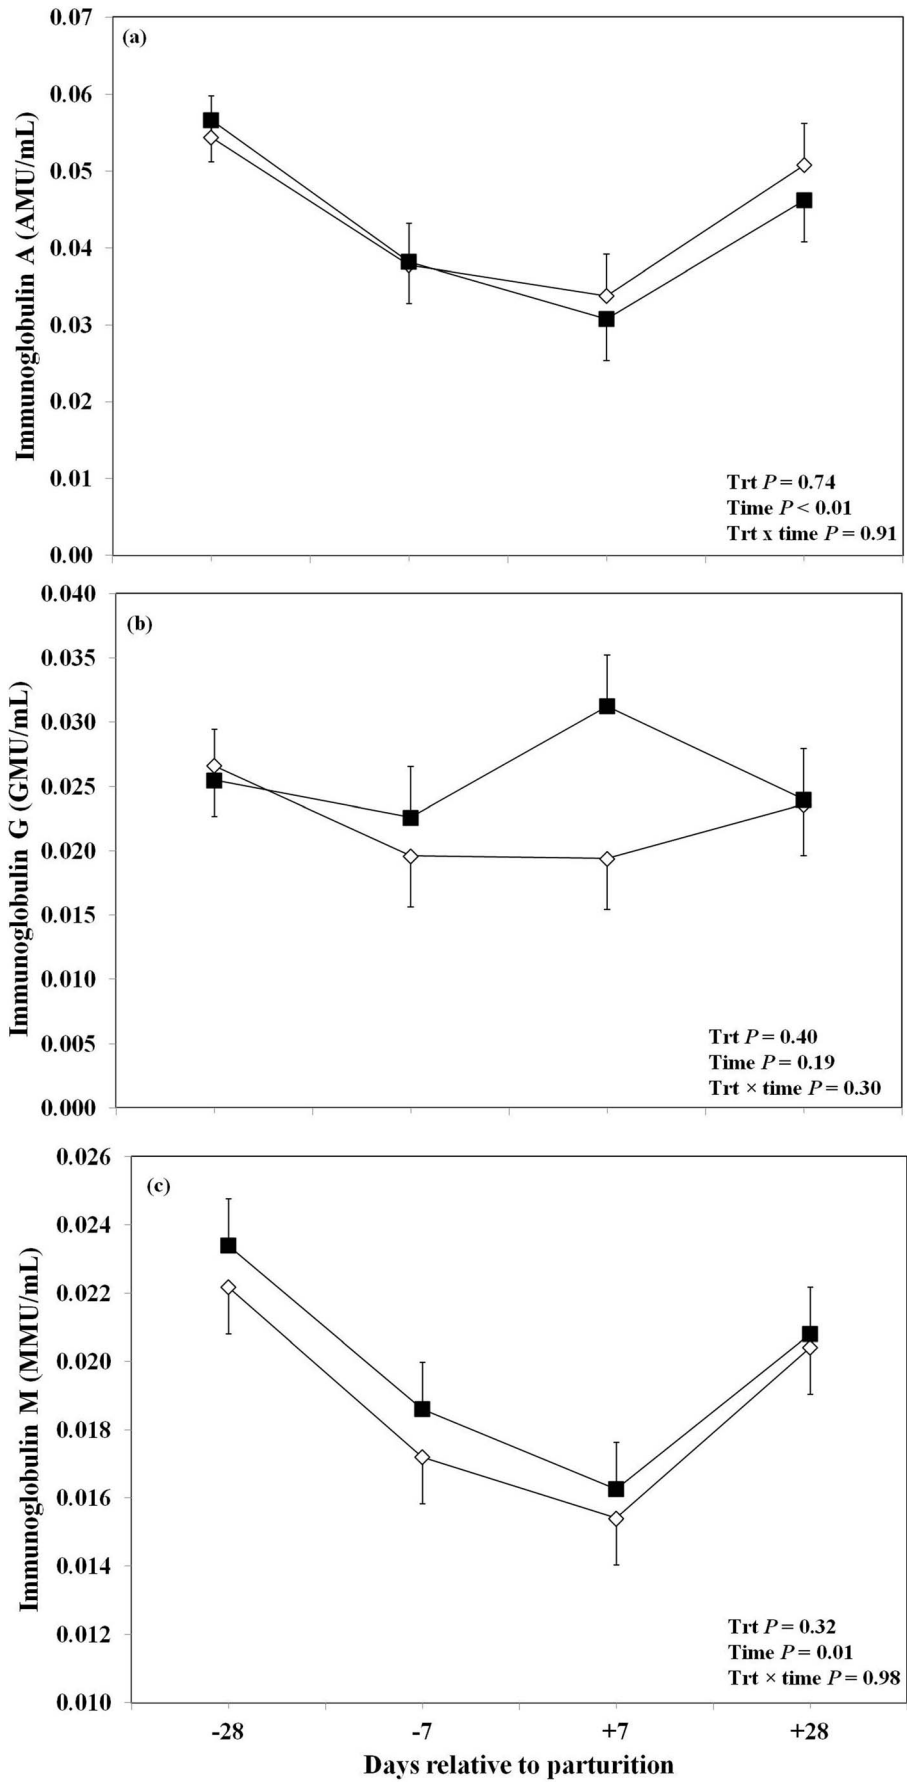 (a)
Immunoglobulin A (AMU/mL)
0.07
0.06
0.05
0.04
0.03
0.02
0.01
0.00
Trt P = 0.74
Time P < 0.01
Trt x time P = 0.91
(b)
Immunoglobulin G (GMU/mL)
0.040
0.035
0.030
0.025
0.020
0.015
0.010
0.005
0.000
Trt P = 0.40
Time P = 0.19
Trt × time P = 0.30
(c)
Immunoglobulin M (MMU/mL)
0.026
0.024
0.022
0.020
0.018
0.016
0.014
0.012
0.010
Trt P = 0.32
Time P = 0.01
Trt × time P = 0.98
-28 -7 +7 +28
Days relative to parturition